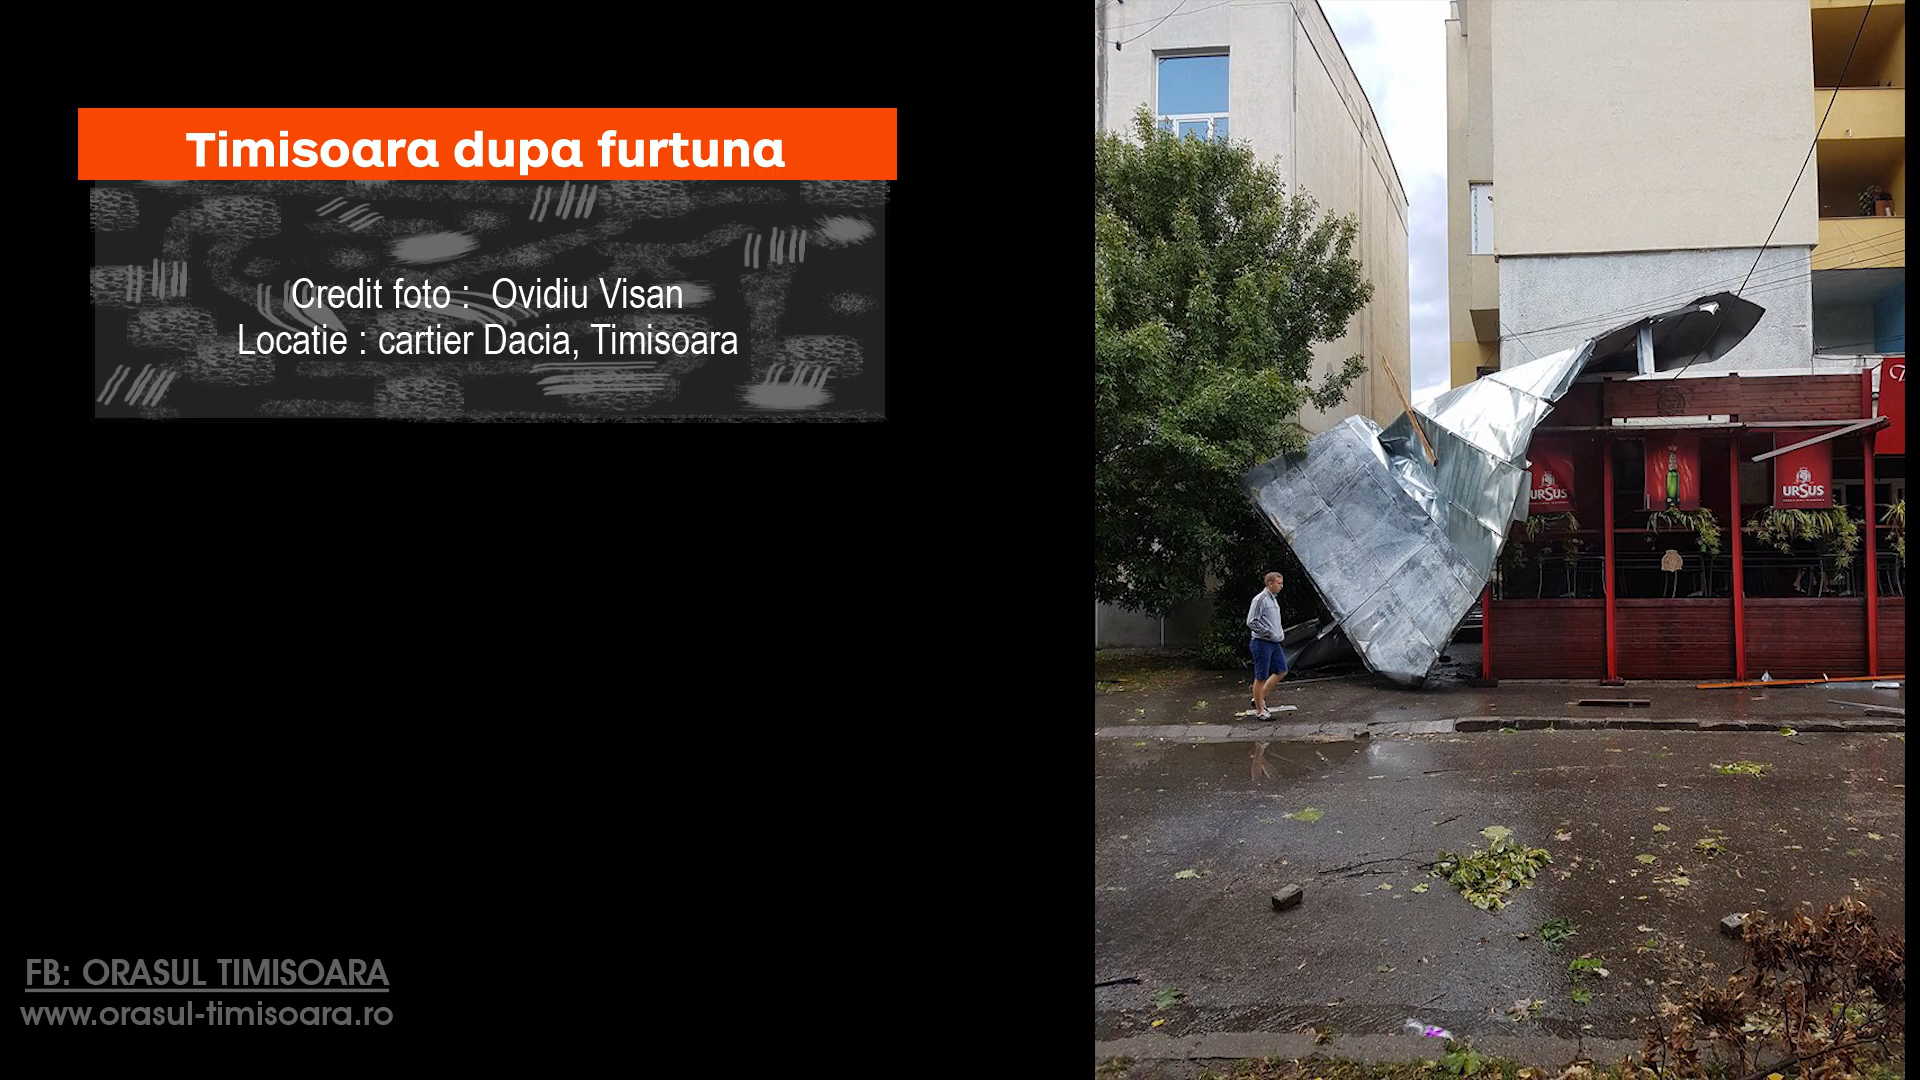 Timisoara dupa furtuna
Credit foto : Ovidiu Visan
Locatie : cartier Dacia, Timisoara
URSUS
URSUS
FB: ORASUL TIMISOARA
www.orasul-timisoara.ro